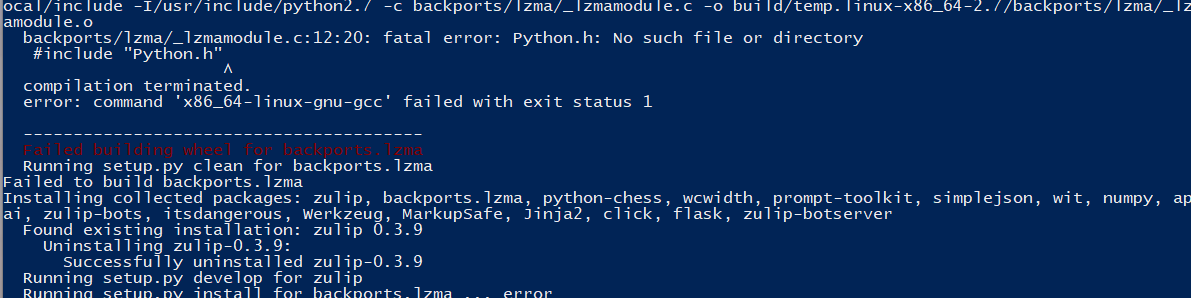 ocal/include -I/usr/include/python2.7 -c backports/lzma/_lzmamodule.c -o build/temp.linux-x86_64-2.7/backports/lzma/_lz
amodule.o
backports/lzma/_lzmamodule.c:12:20: fatal error: Python.h: No such file or directory
#include "Python.h"
^
compilation terminated.
error: command 'x86_64-linux-gnu-gcc' failed with exit status 1
----------------------------------------
Failed building wheel for backports.lzma
Running setup.py clean for backports.lzma
Failed to build backports.lzma
Installing collected packages: zulip, backports.lzma, python-chess, wcwidth, prompt-toolkit, simplejson, wit, numpy, ap
ai, zulip-bots, itsdangerous, Werkzeug, MarkupSafe, Jinja2, click, flask, zulip-botserver
Found existing installation: zulip 0.3.9
Uninstalling zulip-0.3.9:
Successfully uninstalled zulip-0.3.9
Running setup.py develop for zulip
Running setup.py install for backports.lzma ... error